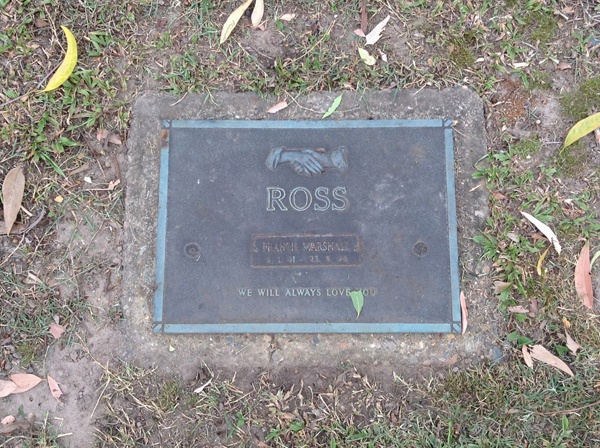 ROSS
FRANCIS MARSHALL
WE WILL ALWAYS LOVE YOU